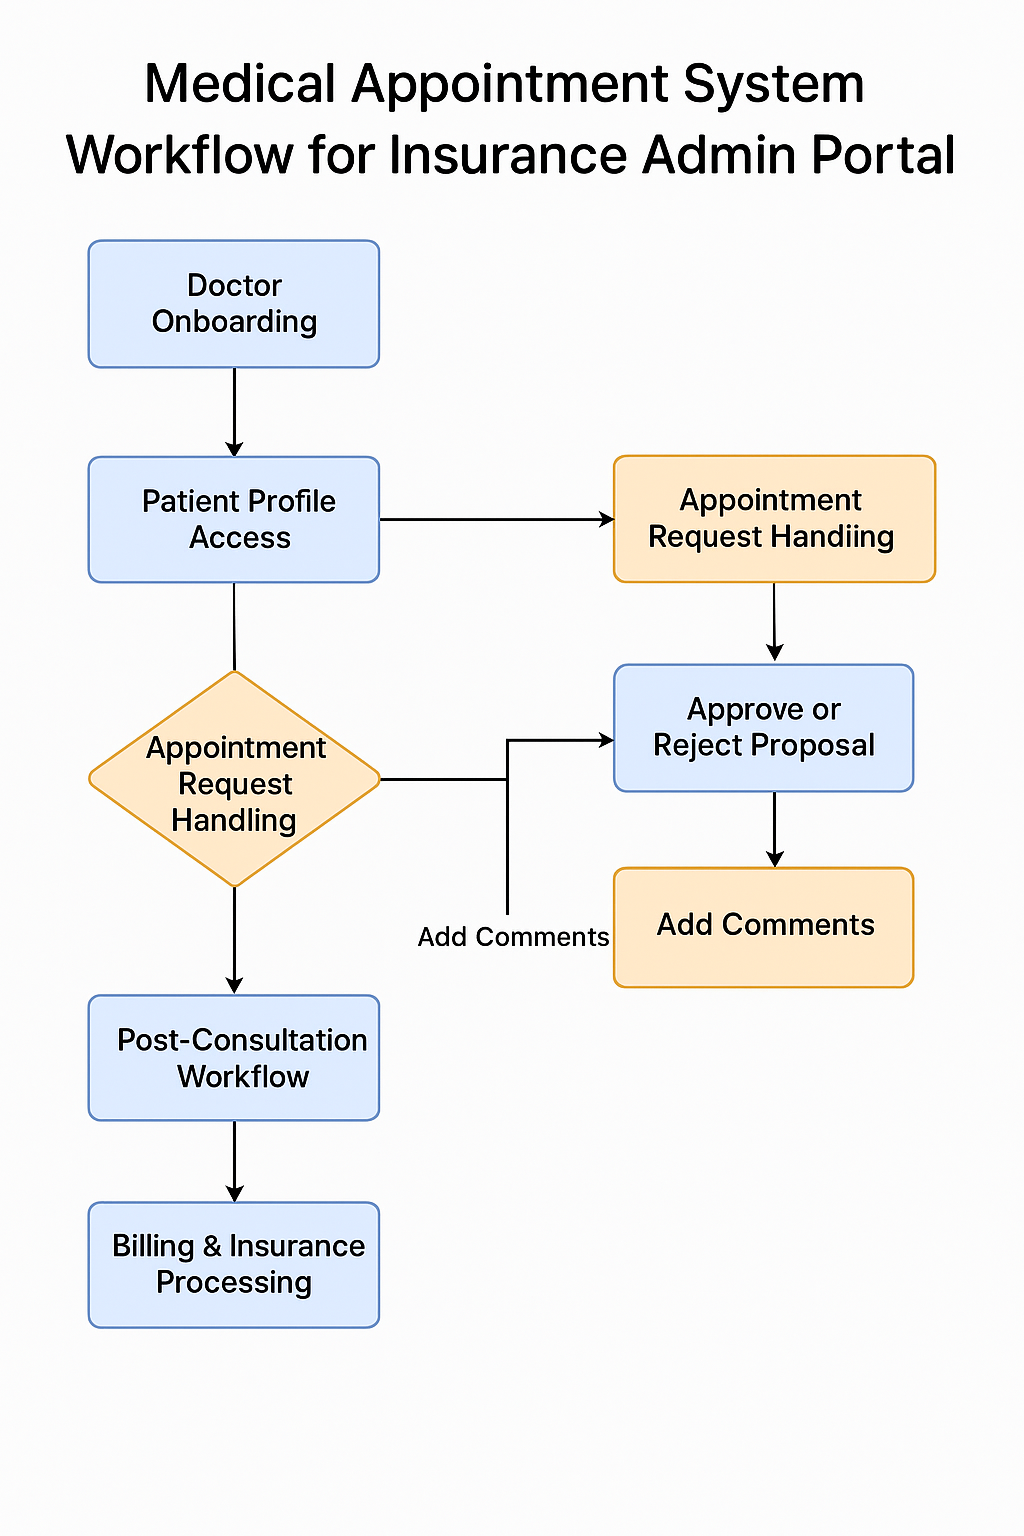 Medical Appointment System
Workflow for Insurance Admin Portal
Doctor
Onboarding
Patient Profile
Access
Appointment
Request Handiing
Appointment
Request
Handling
Approve or
Reject Proposal
Add Comments
Add Comments
Post-Consultation
Workflow
Billing & Insurance
Processing